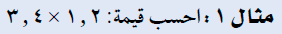 مثال ١ : احسب قيمة: ١,٢ × ٣,٤